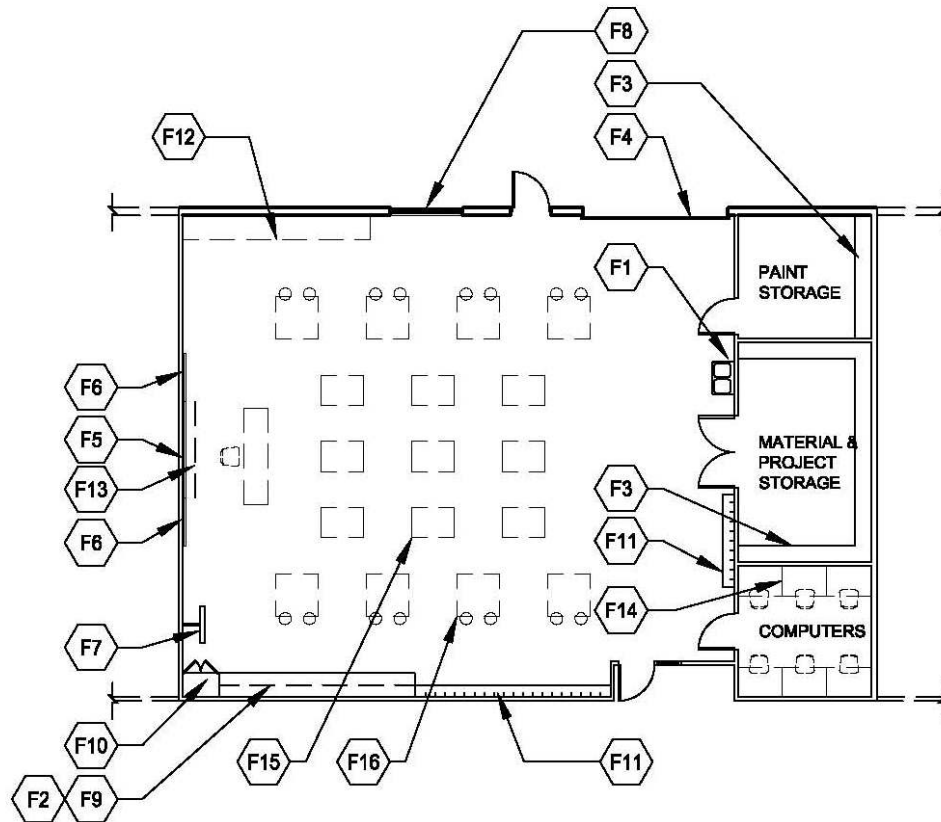 F8
F3
F12
F4
F1
PAINT
STORAGE
F6
F5
F13
F6
MATERIAL &
PROJECT
STORAGE
F3
F11
F14
COMPUTERS
F7
F10
F15
F16
F11
F2
F9